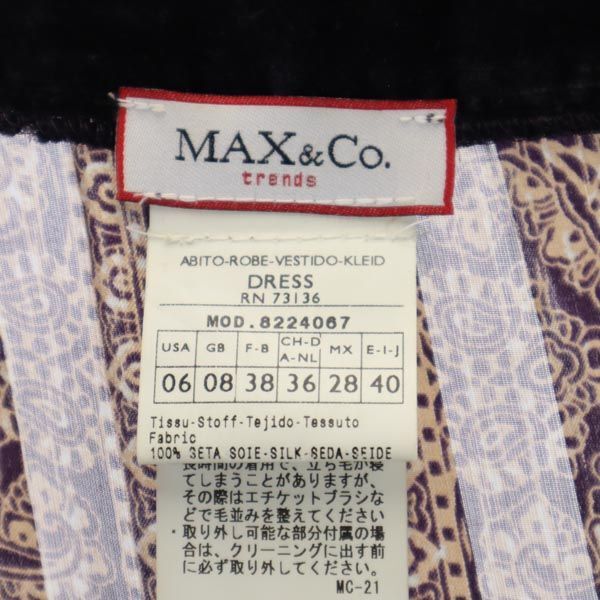 MAX&Co.
trends
ABITO-ROBE-VESTIDO-KLEID
DRESS
RN 73136
MOD.8224067
USA GB F-B CH-D A-NL MX E-I-J
06 08 38 36 28 40
Tissu-Stoff-Tejido-Tessuto
Fabric
100% SETA SOIE-SILK-SEDA-SEIDE
長時間の着用で、立ち毛が寝
てしまうことがありますが、
その際はエチケットブラシな
どで毛並みを整えてください
・取り外し可能な部分付属の場
合は、クリーニングに出す前
に必ず取り外してください
MC-21